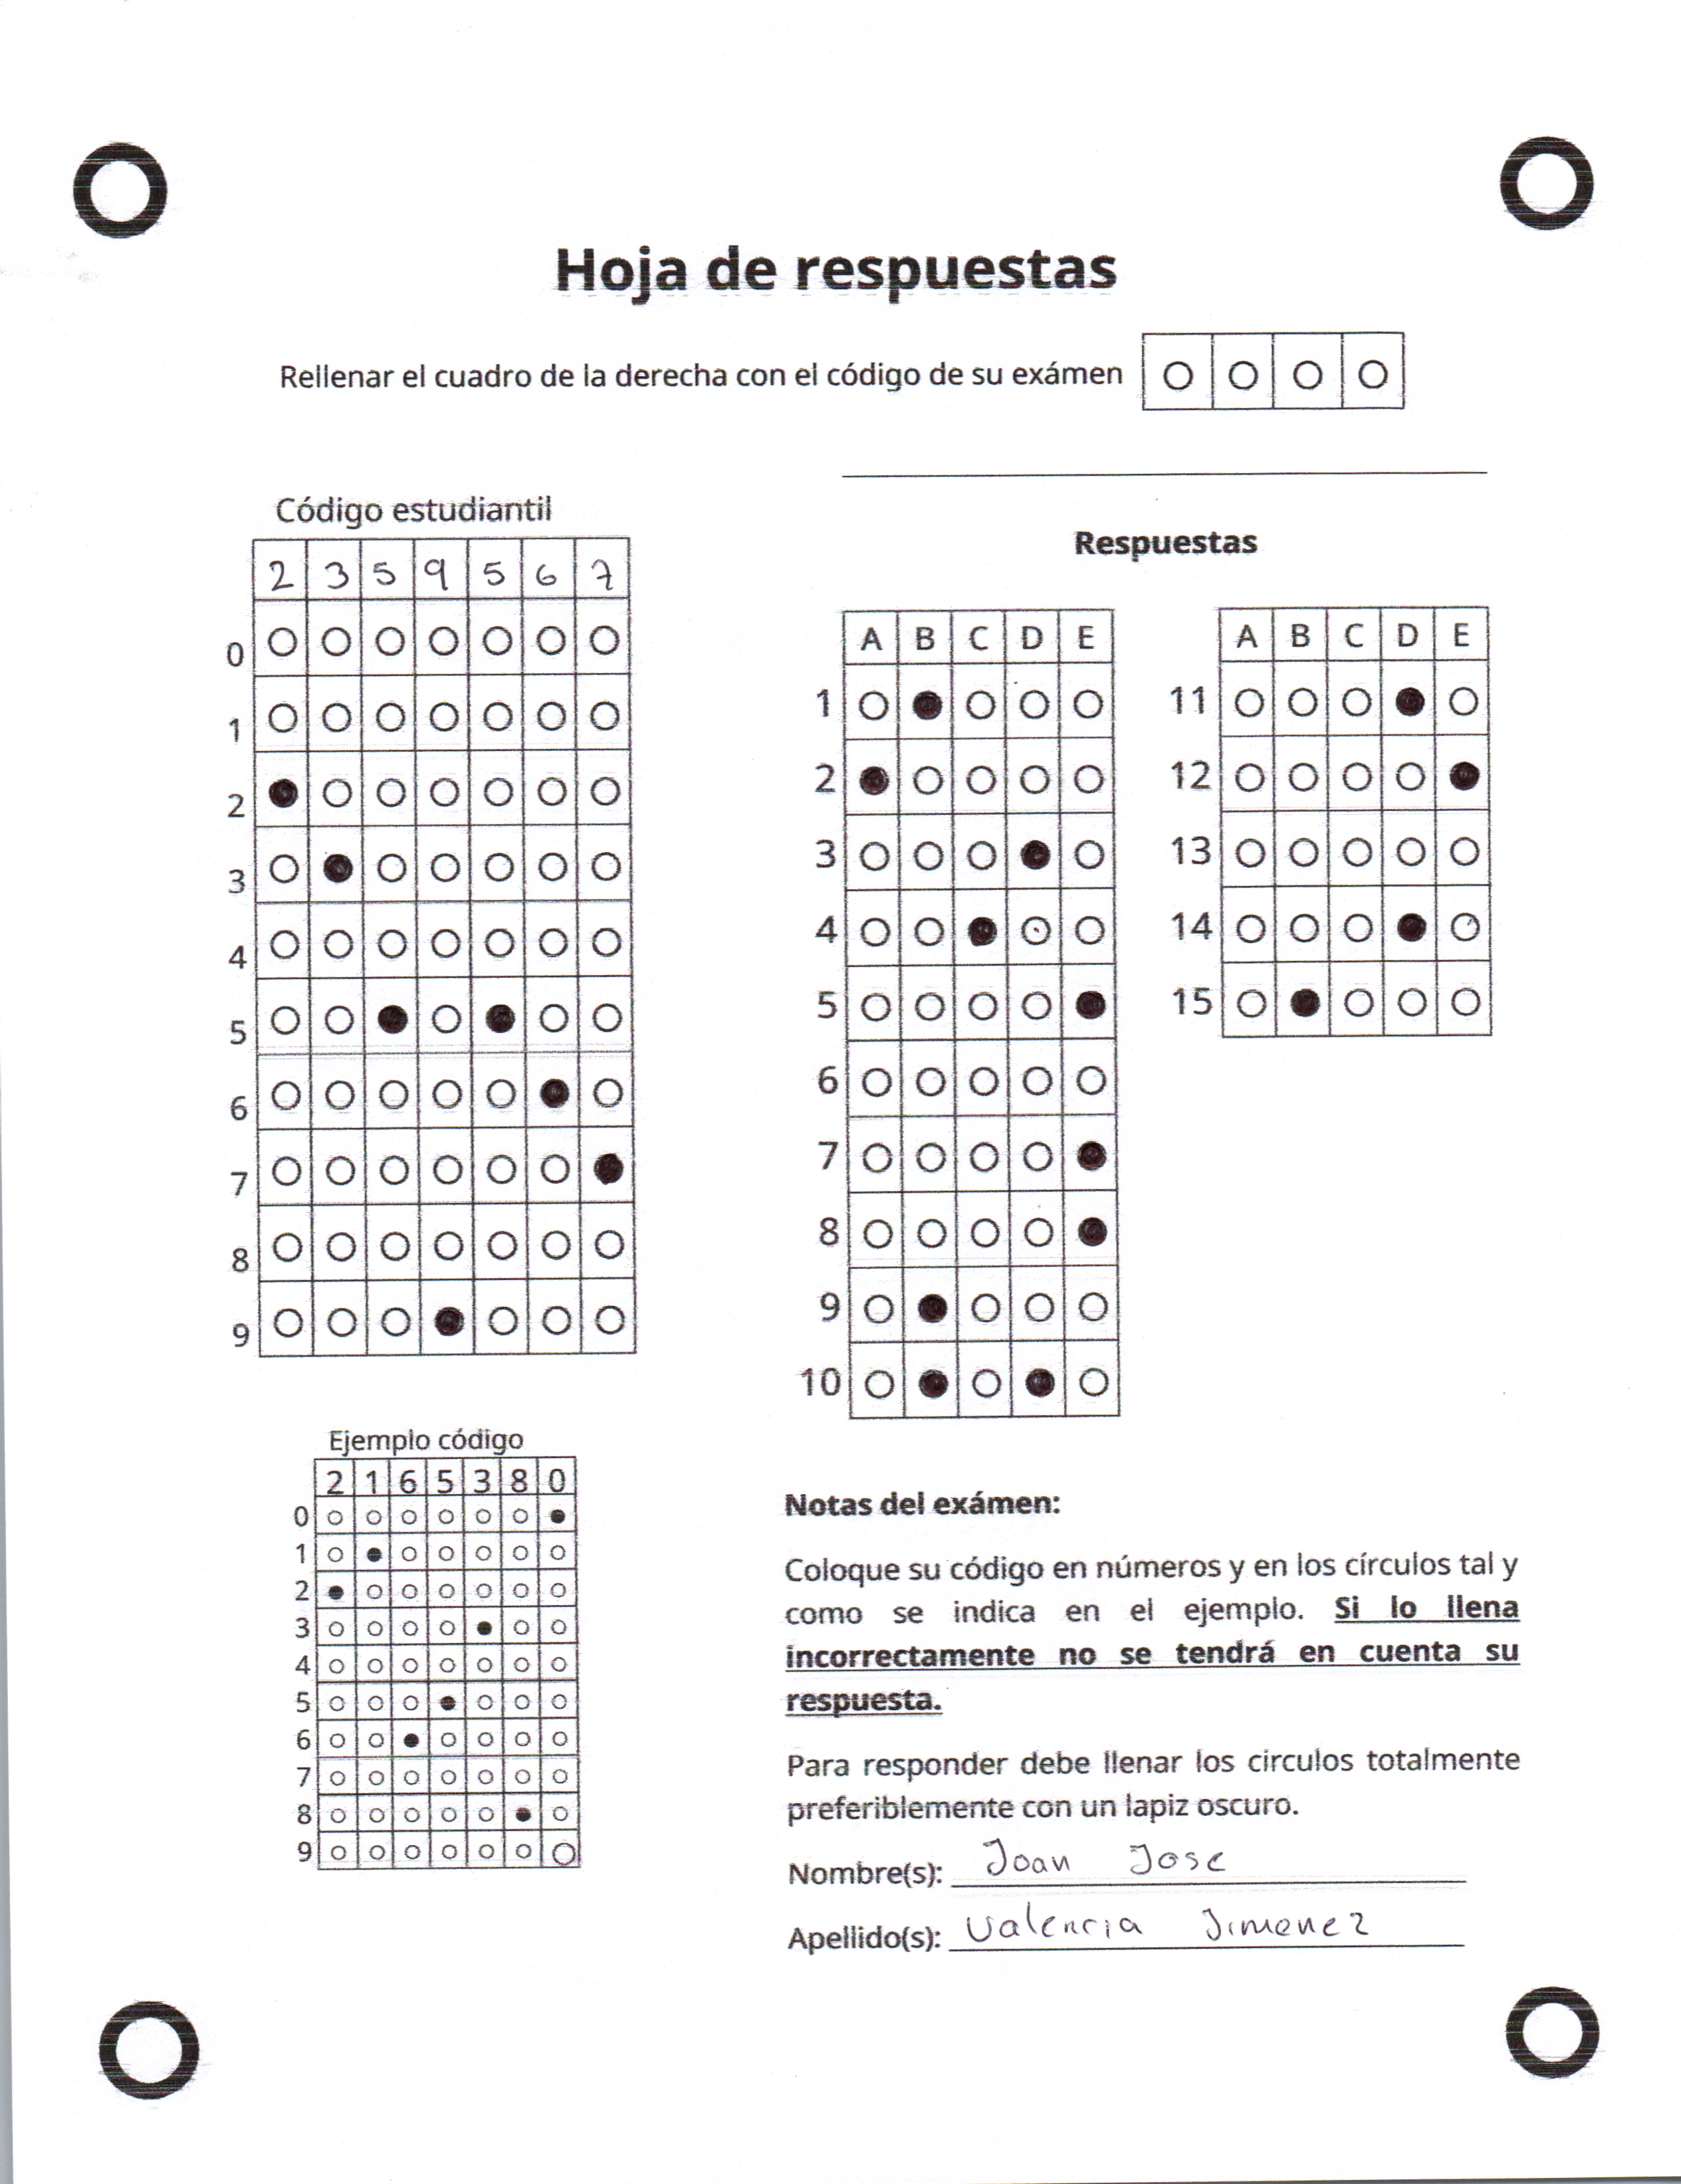 Hoja de respuestas
Rellenar el cuadro de la derecha con el código de su exámen
Código estudiantil
2 3 5 9 5 6 7
0
1
2
3
4
5
6
7
8
9
Respuestas
A B C D E
1
2
3
4
5
6
7
8
9
10
A B C D E
11
12
13
14
15
Ejemplo código
2 1 6 5 3 8 0
0
1
2
3
4
5
6
7
8
9
Notas del exámen:
Coloque su código en números y en los círculos tal y
como se indica en el ejemplo. Si lo llena
incorrectamente no se tendrá en cuenta su
respuesta.
Para responder debe llenar los circulos totalmente
preferiblemente con un lapiz oscuro.
Nombre(s): Joan Jose
Apellido(s): Valencia Jimenez